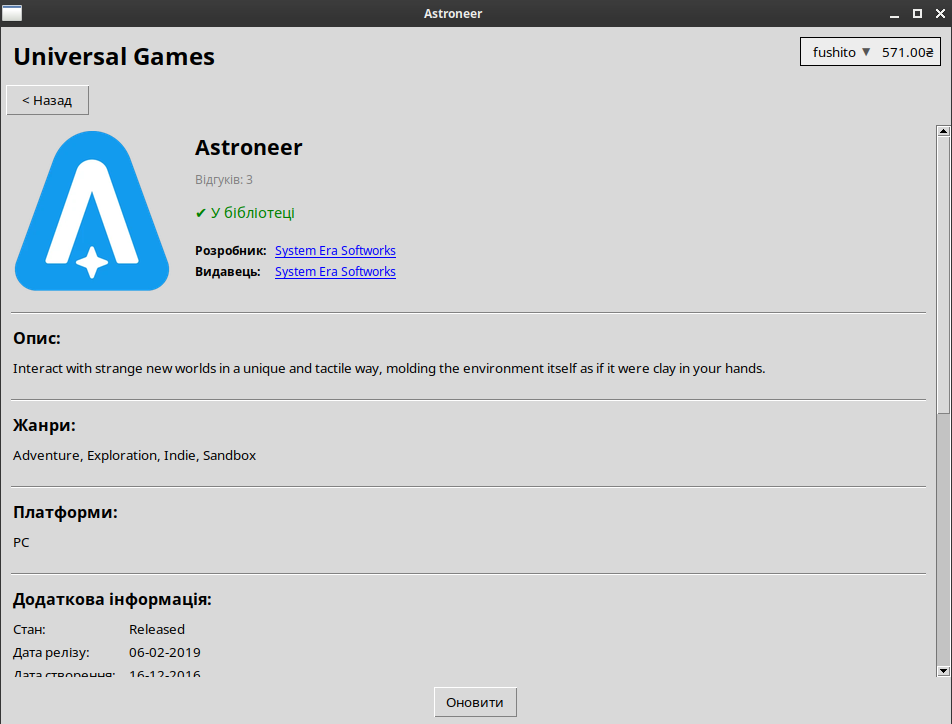 Astroneer
Universal Games
fushito ▼ 571.00₴
< Назад
Astroneer
Відгуків: 3
✔ У бібліотеці
Розробник: System Era Softworks
Видавець: System Era Softworks
Опис:
Interact with strange new worlds in a unique and tactile way, molding the environment itself as if it were clay in your hands.
Жанри:
Adventure, Exploration, Indie, Sandbox
Платформи:
PC
Додаткова інформація:
Стан: Released
Дата релізу: 06-02-2019
Дата створення: 16-12-2016
Оновити